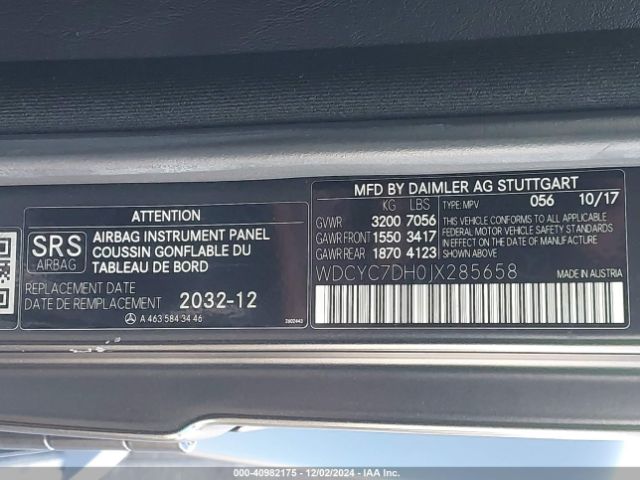 ATTENTION
SRS
AIRBAG
AIRBAG INSTRUMENT PANEL
COUSSIN GONFLABLE DU
TABLEAU DE BORD
REPLACEMENT DATE
DATE DE REMPLACEMENT 2032-12
A 463 584 34 46
MFD BY DAIMLER AG STUTTGART
KG LBS TYPE: MPV 056 10/17
GVWR 3200 7056 THIS VEHICLE CONFORMS TO ALL APPLICABLE
GAWR FRONT 1550 3417 FEDERAL MOTOR VEHICLE SAFETY STANDARDS
GAWR REAR 1870 4123 IN EFFECT ON THE DATE OF MANUFACTURE
SHOWN ABOVE
WDCYC7DH0JX285658 MADE IN AUSTRIA
000-40982175 - 12/02/2024 - IAA Inc.